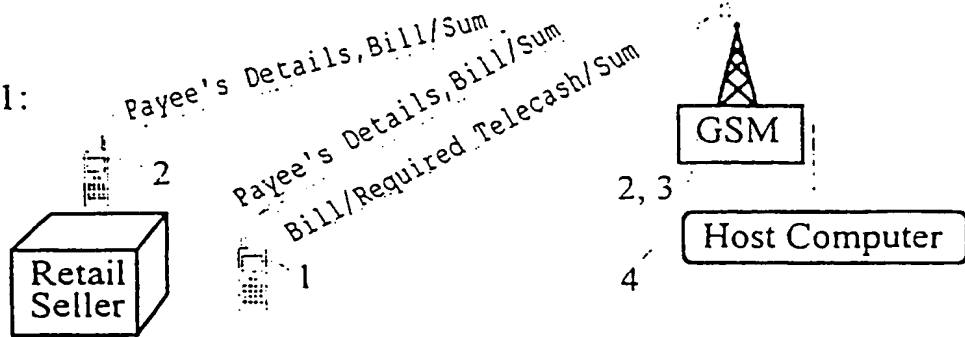 1:
Payee's Details,Bill/Sum
Payee's Details,Bill/Sum
Bill/Required Telecash/Sum
GSM
2
2, 3
Host Computer
1
4
Retail
Seller